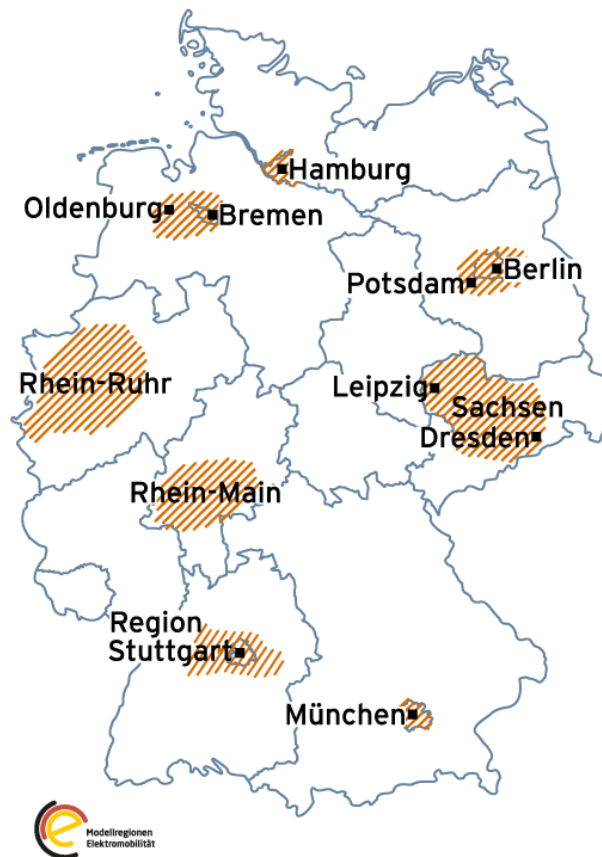 Hamburg
Oldenburg
Bremen
Berlin
Potsdam
Rhein-Ruhr
Leipzig
Sachsen
Dresden
Rhein-Main
Region
Stuttgart
München
Modellregionen
Elektromobilität